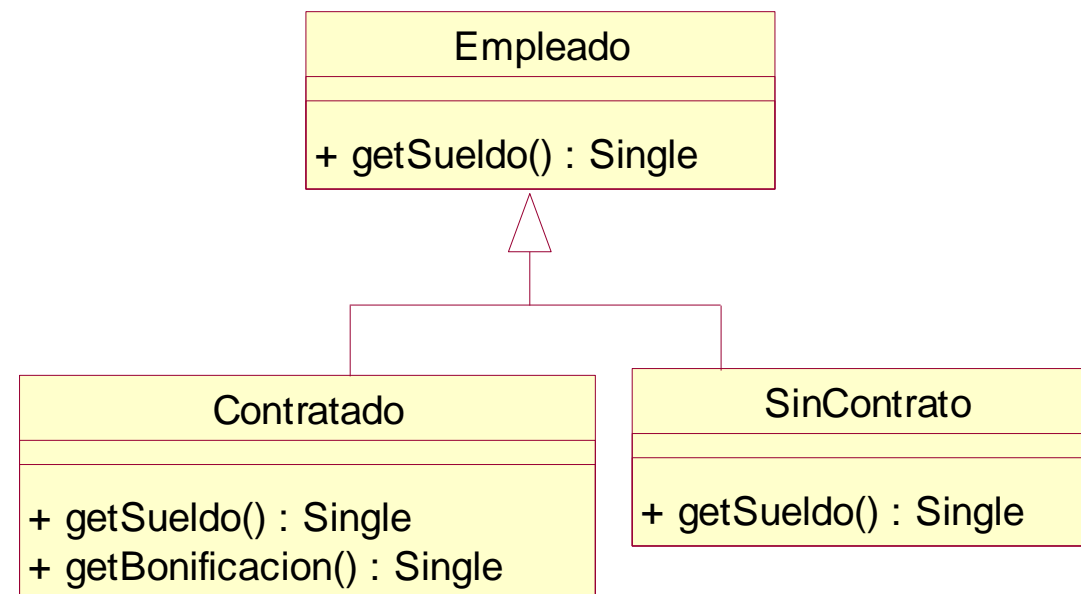 Empleado
+ getSueldo() : Single
Contratado
+ getSueldo() : Single
+ getBonificacion() : Single
SinContrato
+ getSueldo() : Single